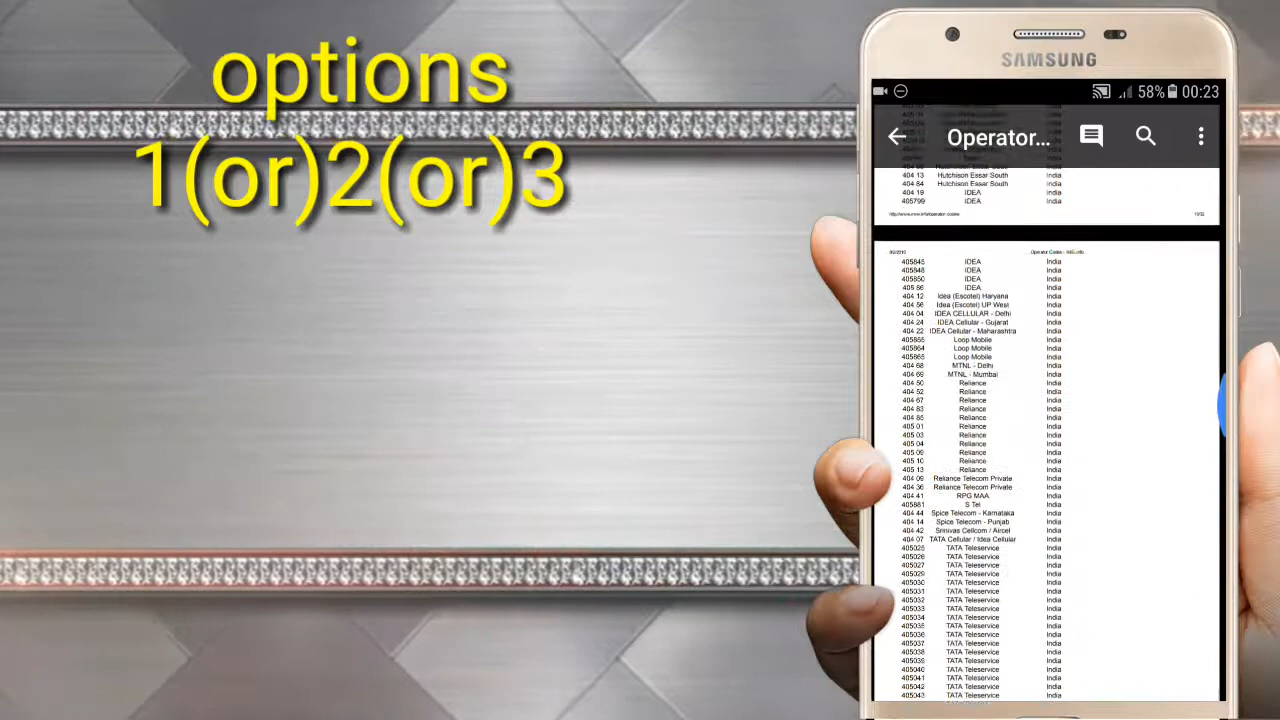 options
1(or)2(or)3
SAMSUNG
58% 00:23
Operator...
404 13 Hutchison Essar South India
404 84 Hutchison Essar South India
404 19 IDEA India
405799 IDEA India
10/32
405845 IDEA India
405848 IDEA India
405850 IDEA India
405 86 IDEA India
404 12 Idea (Escotel) Haryana India
404 56 Idea (Escotel) UP West India
404 04 IDEA CELLULAR - Delhi India
404 24 IDEA Cellular - Gujarat India
404 22 IDEA Cellular - Maharashtra India
405855 Loop Mobile India
405864 Loop Mobile India
405865 Loop Mobile India
404 68 MTNL - Delhi India
404 69 MTNL - Mumbai India
404 50 Reliance India
404 52 Reliance India
404 67 Reliance India
404 83 Reliance India
404 85 Reliance India
405 01 Reliance India
405 03 Reliance India
405 04 Reliance India
405 09 Reliance India
405 10 Reliance India
405 13 Reliance India
404 09 Reliance Telecom Private India
404 36 Reliance Telecom Private India
404 41 RPG MAA India
405881 S Tel India
404 44 Spice Telecom - Karnataka India
404 14 Spice Telecom - Punjab India
404 42 Srinivas Cellcom / Aircel India
404 07 TATA Cellular / Idea Cellular India
405025 TATA Teleservice India
405026 TATA Teleservice India
405027 TATA Teleservice India
405029 TATA Teleservice India
405030 TATA Teleservice India
405031 TATA Teleservice India
405032 TATA Teleservice India
405033 TATA Teleservice India
405034 TATA Teleservice India
405035 TATA Teleservice India
405036 TATA Teleservice India
405037 TATA Teleservice India
405038 TATA Teleservice India
405039 TATA Teleservice India
405040 TATA Teleservice India
405041 TATA Teleservice India
405042 TATA Teleservice India
405043 TATA Teleservice India